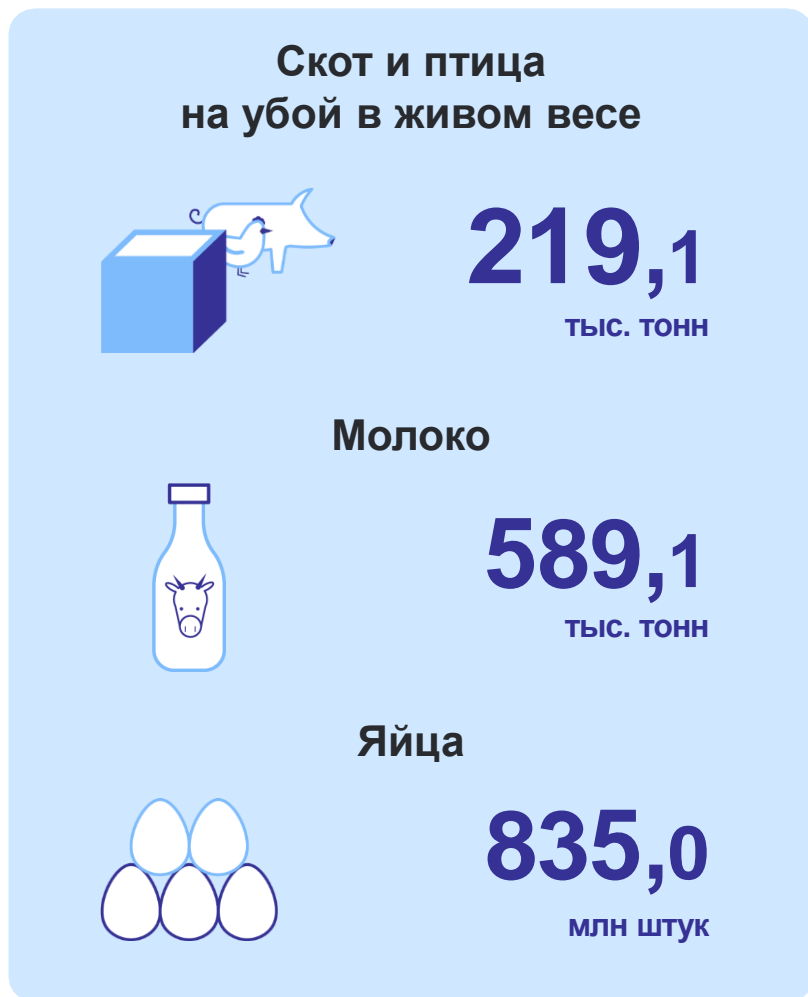 Скот и птица
на убой в живом весе
219,1
тыс. тонн
Молоко
589,1
тыс. тонн
Яйца
835,0
млн штук